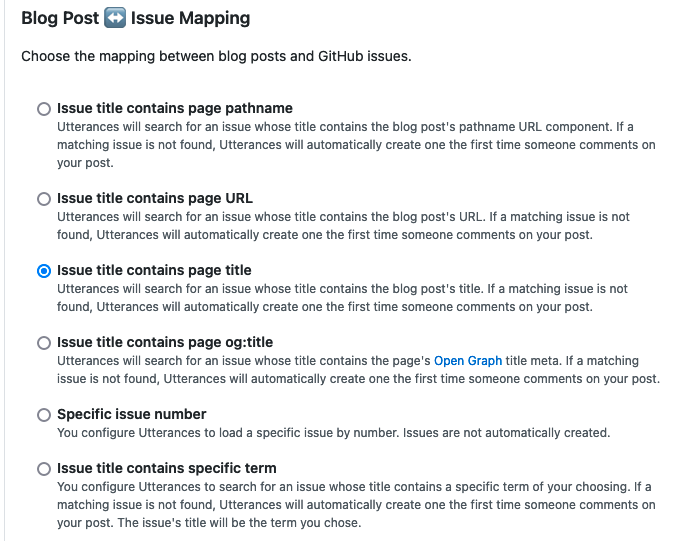 Blog Post ↔️ Issue Mapping
Choose the mapping between blog posts and GitHub issues.
Issue title contains page pathname
Utterances will search for an issue whose title contains the blog post's pathname URL component. If a
matching issue is not found, Utterances will automatically create one the first time someone comments on
your post.
Issue title contains page URL
Utterances will search for an issue whose title contains the blog post's URL. If a matching issue is not
found, Utterances will automatically create one the first time someone comments on your post.
Issue title contains page title
Utterances will search for an issue whose title contains the blog post's title. If a matching issue is not
found, Utterances will automatically create one the first time someone comments on your post.
Issue title contains page og:title
Utterances will search for an issue whose title contains the page's Open Graph title meta. If a matching
issue is not found, Utterances will automatically create one the first time someone comments on your post.
Specific issue number
You configure Utterances to load a specific issue by number. Issues are not automatically created.
Issue title contains specific term
You configure Utterances to search for an issue whose title contains a specific term of your choosing. If a
matching issue is not found, Utterances will automatically create one the first time someone comments on
your post. The issue's title will be the term you chose.